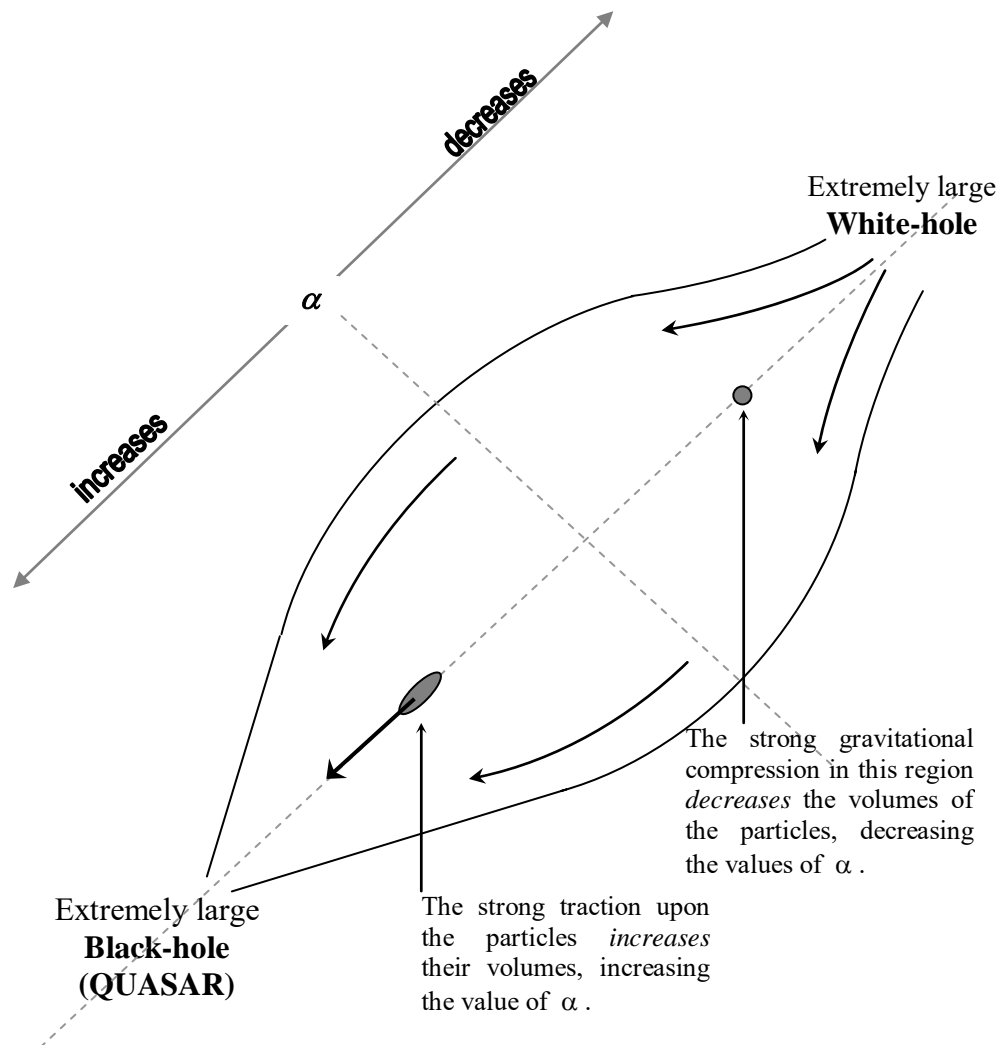 decreases
Extremely large
White-hole
α
increases
The strong gravitational
compression in this region
decreases the volumes of
the particles, decreasing
the values of α .
Extremely large
Black-hole
(QUASAR)
The strong traction upon
the particles increases
their volumes, increasing
the value of α .